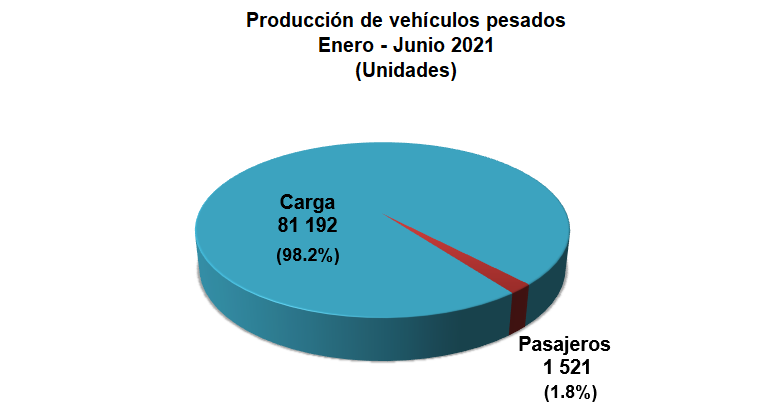 Producción de vehículos pesados
Enero - Junio 2021
(Unidades)
Carga
81 192
(98.2%)
Pasajeros
1 521
(1.8%)